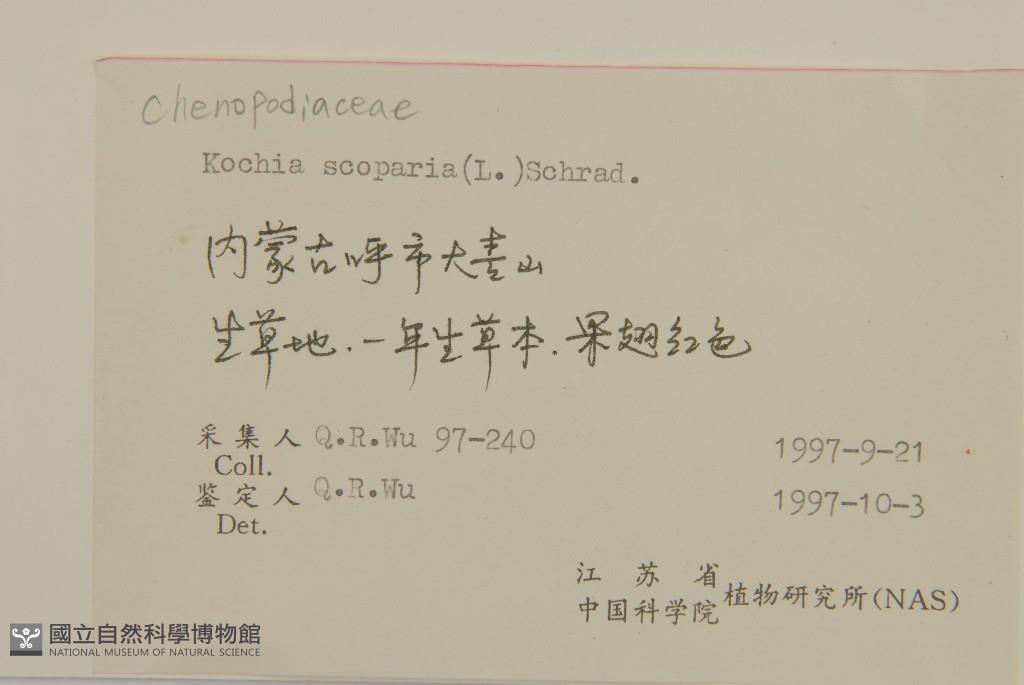 Chenopodiaceae
Kochia scoparia(L.)Schrad.
内蒙古呼市大青山
生草地.一年生草本.果翅红色
采集人 Q.R.Wu 97-240 1997-9-21
Coll.
鉴定人 Q.R.Wu 1997-10-3
Det.
江苏省
中国科学院 植物研究所(NAS)
國立自然科學博物館
NATIONAL MUSEUM OF NATURAL SCIENCE